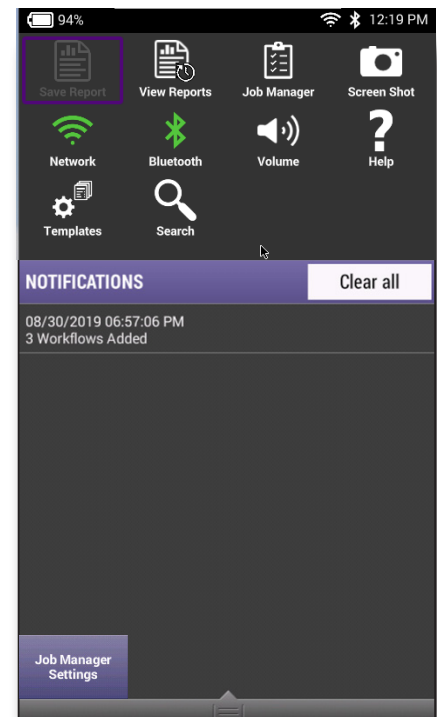 94% 12:19 PM
Save Report View Reports Job Manager Screen Shot
Network Bluetooth Volume Help
Templates Search
NOTIFICATIONS Clear all
08/30/2019 06:57:06 PM
3 Workflows Added
Job Manager
Settings